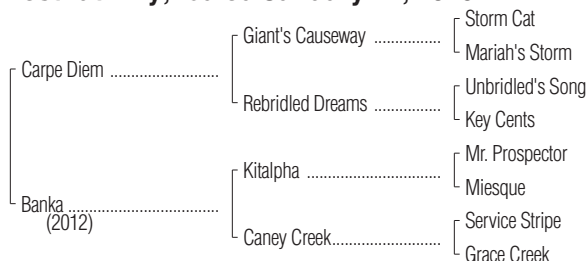 Storm Cat
Giant's Causeway ................
Mariah's Storm
Carpe Diem ..........................
Unbridled's Song
Rebridled Dreams ................
Key Cents
Mr. Prospector
Kitalpha ................................
Miesque
Banka ....................................
(2012)
Service Stripe
Caney Creek..........................
Grace Creek